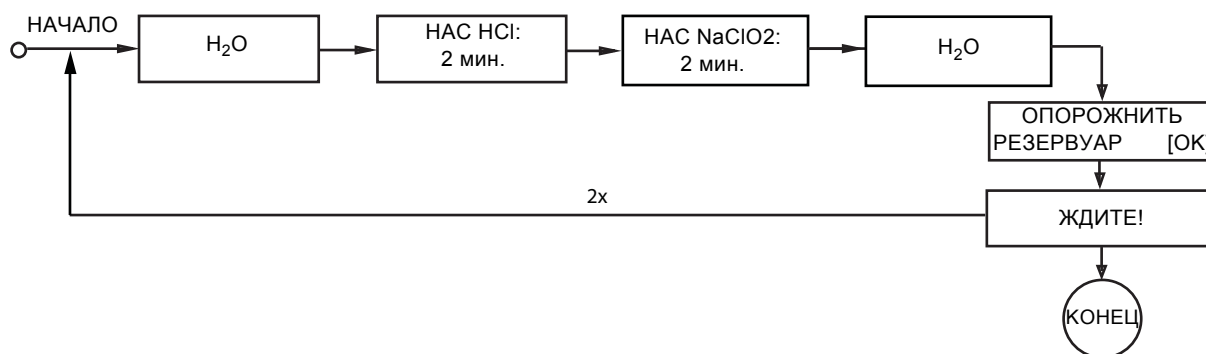 НАЧАЛО
H₂O
НАС HCl:
2 мин.
НАС NaClO2:
2 мин.
H₂O
ОПОРОЖНИТЬ
РЕЗЕРВУАР [OK]
2x
ЖДИТЕ!
КОНЕЦ